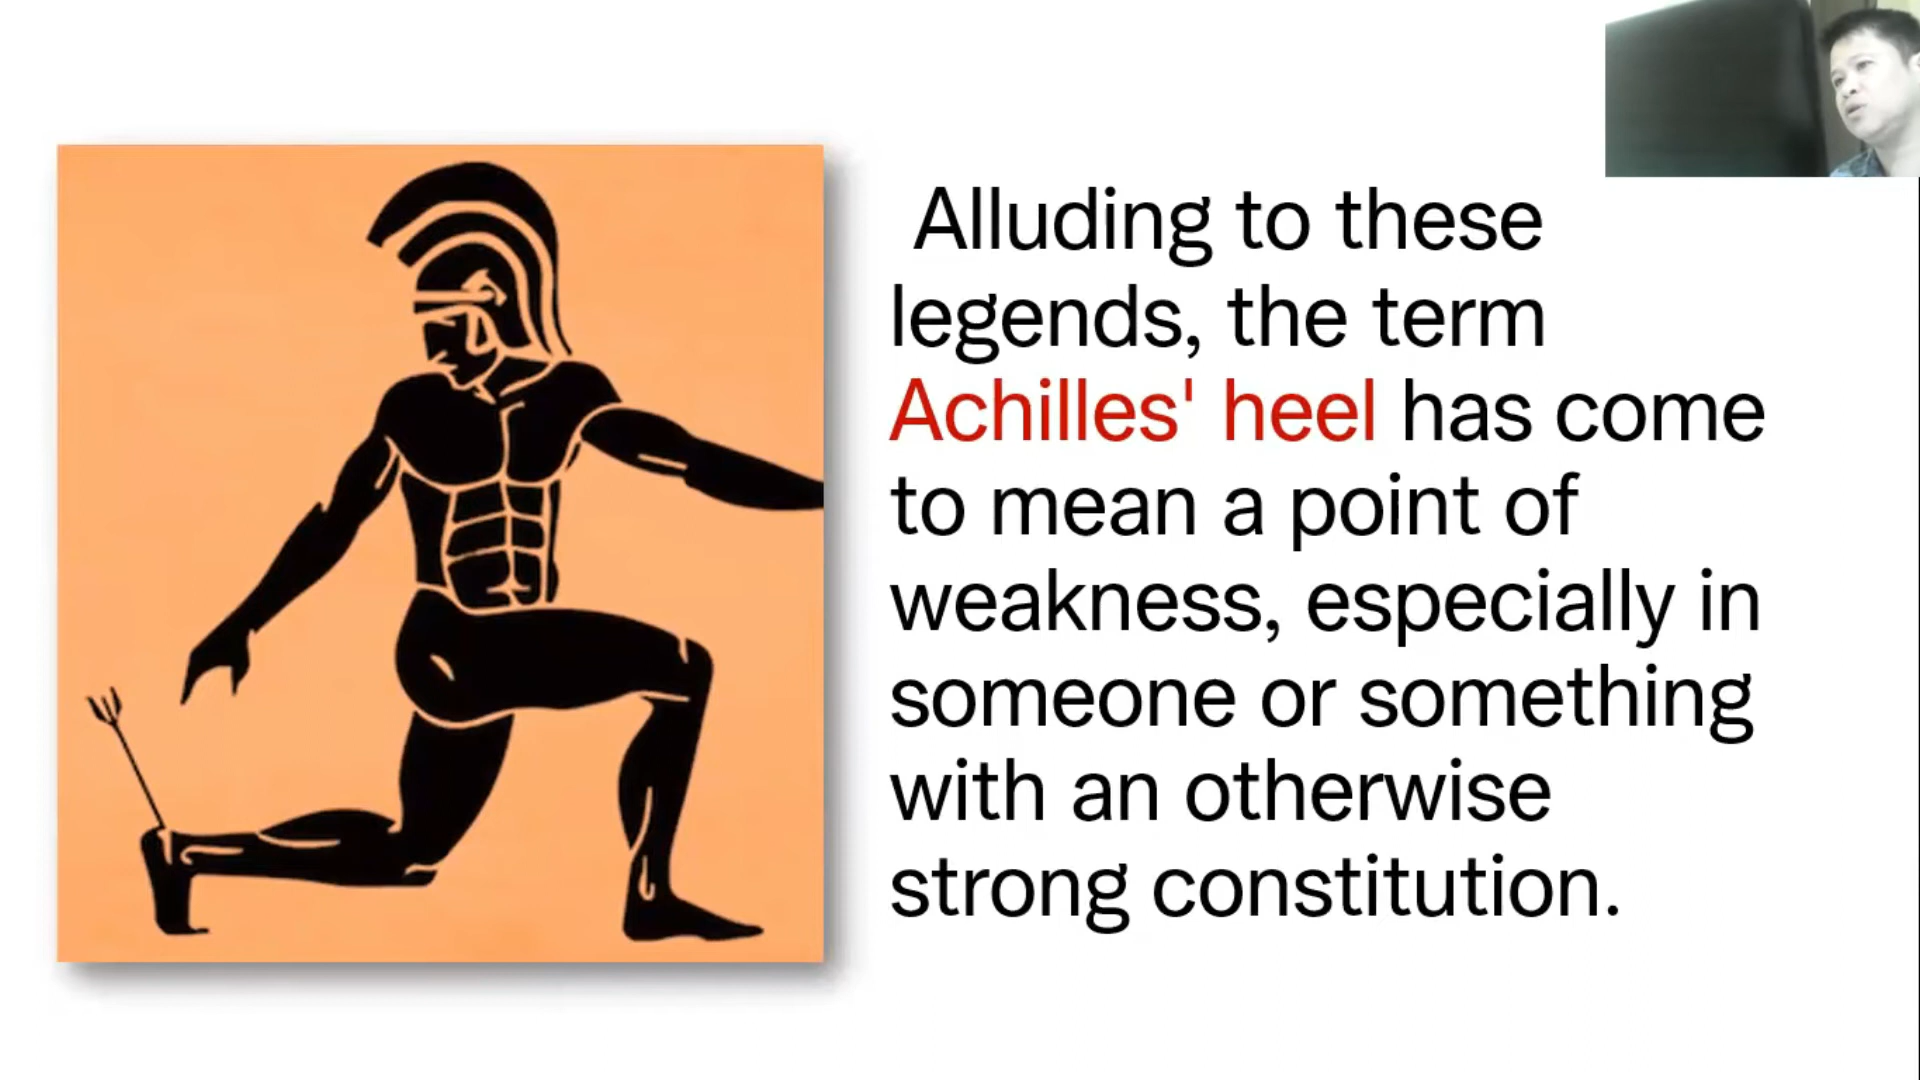 Alluding to these
legends, the term
Achilles' heel has come
to mean a point of
weakness, especially in
someone or something
with an otherwise
strong constitution.